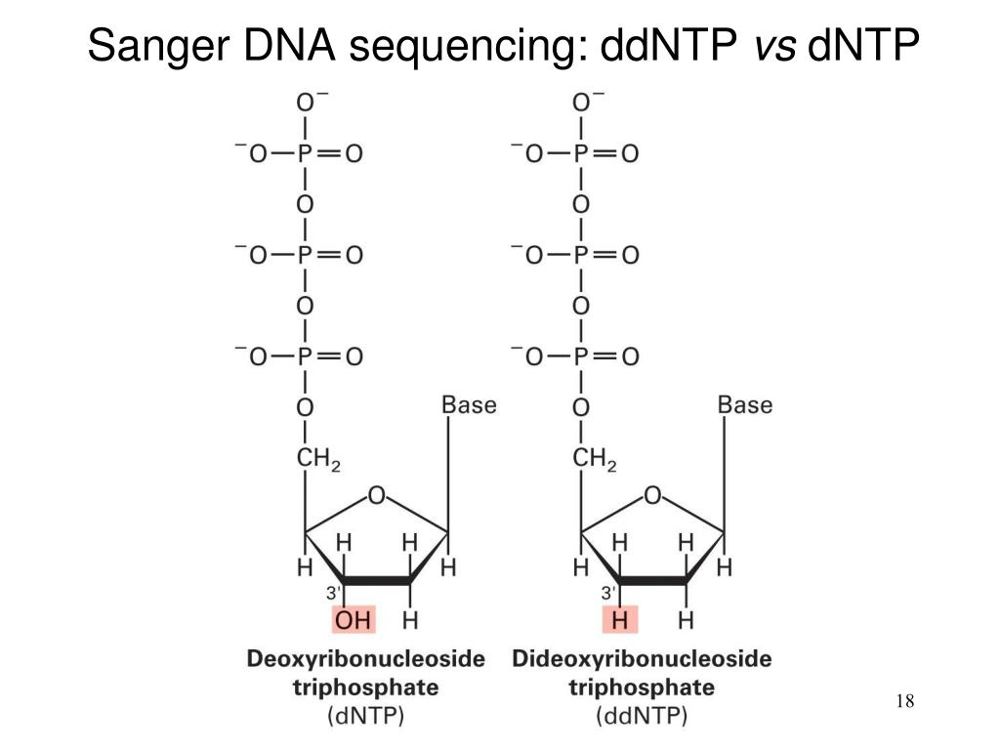 Sanger DNA sequencing: ddNTP vs dNTP
O⁻ O⁻
⁻O—P=O ⁻O—P=O
O O
⁻O—P=O ⁻O—P=O
O O
⁻O—P=O ⁻O—P=O
O Base O Base
CH₂ CH₂
O O
H H H H
H H H H
3' 3'
OH H H H
Deoxyribonucleoside Dideoxyribonucleoside
triphosphate triphosphate
(dNTP) (ddNTP)
18